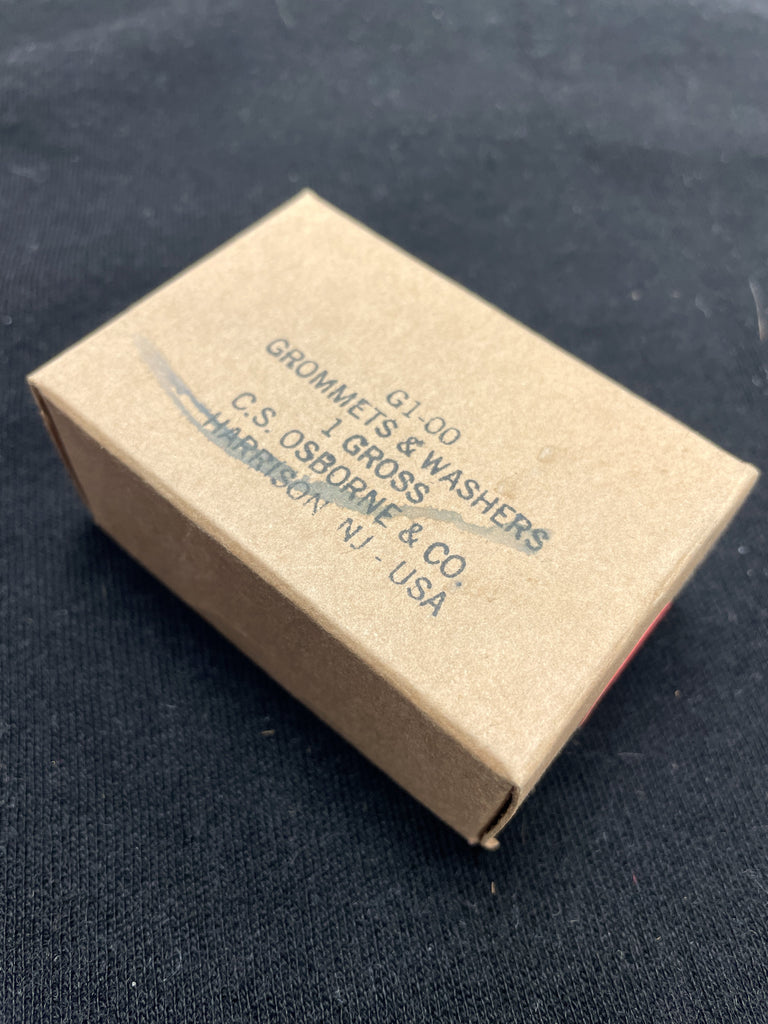 G1-00
GROMMETS & WASHERS
1 GROSS
C.S. OSBORNE & CO.
HARRISON NJ - USA